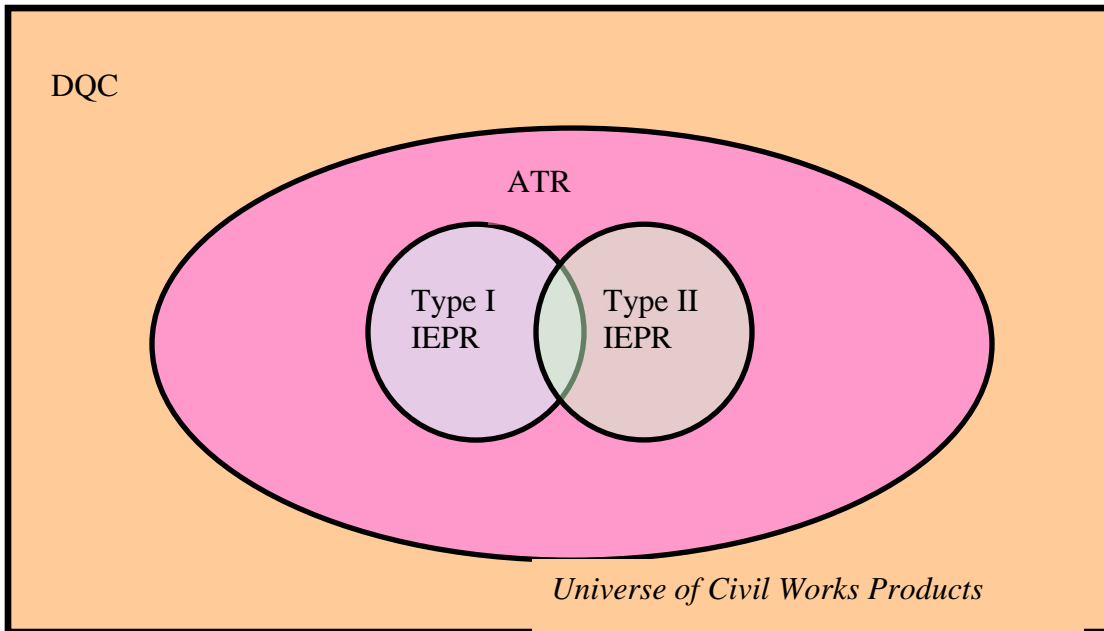 DQC
ATR
Type I
IEPR
Type II
IEPR
Universe of Civil Works Products